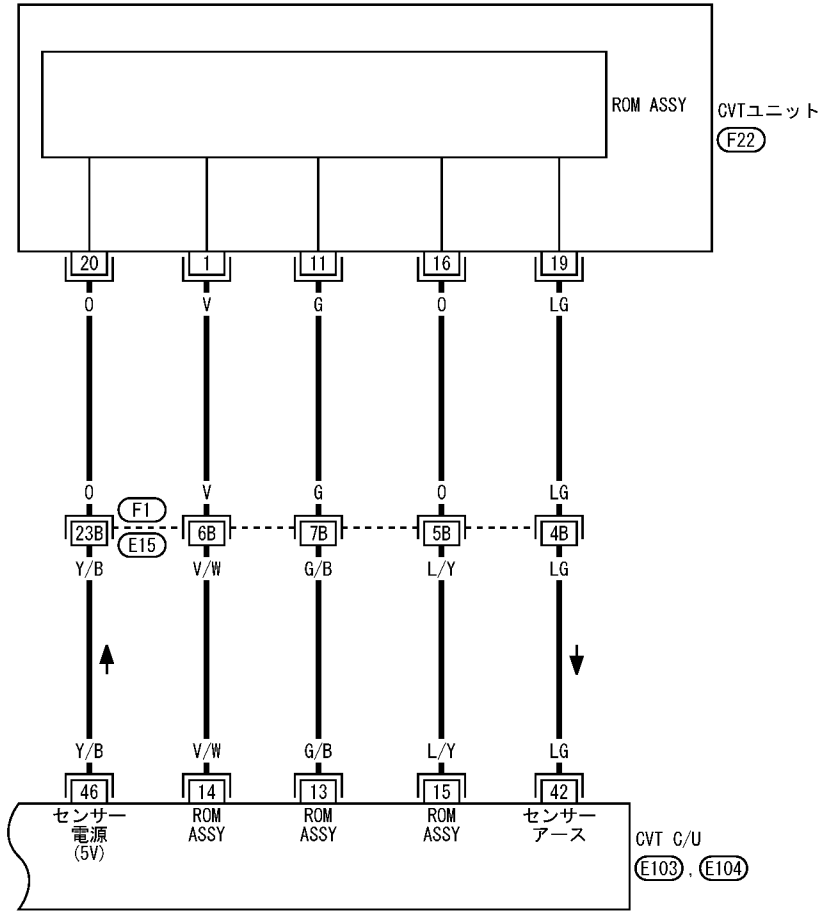 ROM ASSY
CVTユニット
F22
20 1 11 16 19
O V G O LG
O V G O LG
F1
23B 6B 7B 5B 4B
E15
Y/B V/W G/B L/Y LG
Y/B V/W G/B L/Y LG
46 14 13 15 42
センサー ROM ROM ROM センサー
電源 ASSY ASSY ASSY アース
(5V)
CVT C/U
E103 , E104